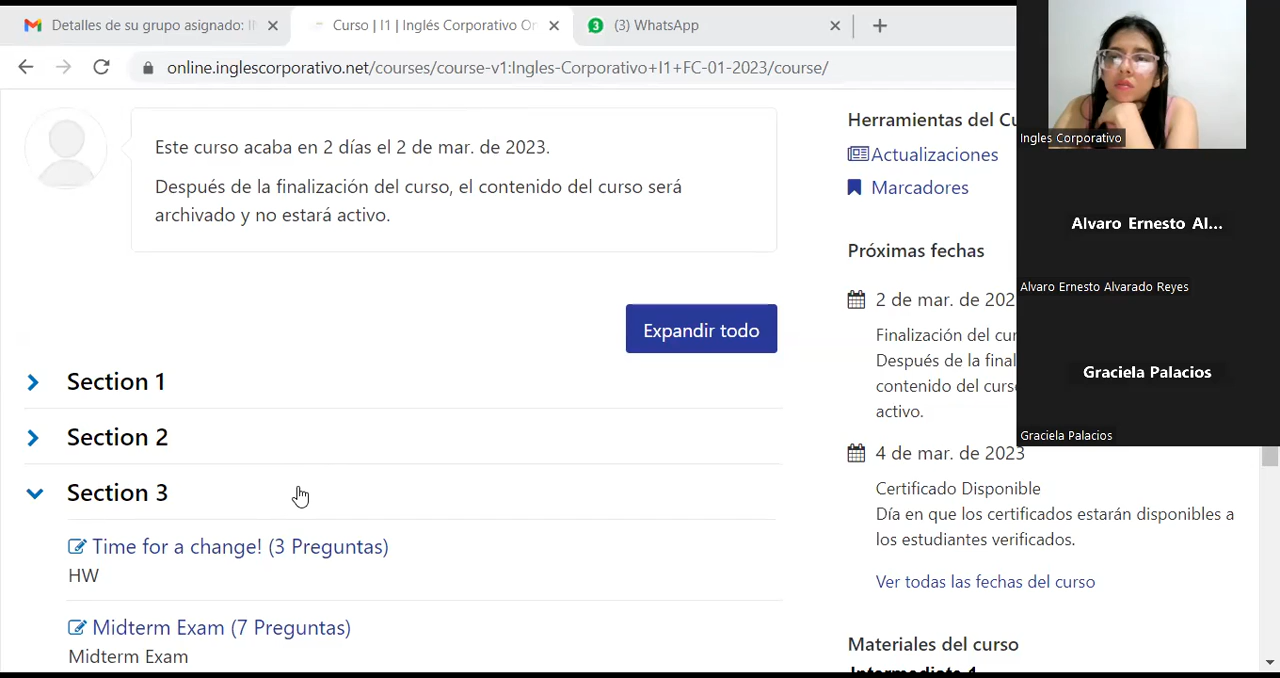 Detalles de su grupo asignado: I
Curso | I1 | Inglés Corporativo On
3
(3) WhatsApp
online.inglescorporativo.net/courses/course-v1:Ingles-Corporativo+I1+FC-01-2023/course/
Este curso acaba en 2 días el 2 de mar. de 2023.
Después de la finalización del curso, el contenido del curso será
archivado y no estará activo.
Expandir todo
Section 1
Section 2
Section 3
Time for a change! (3 Preguntas)
HW
Midterm Exam (7 Preguntas)
Midterm Exam
Herramientas del Cu
Actualizaciones
Marcadores
Próximas fechas
2 de mar. de 202
Finalización del cur
Después de la final
contenido del curso
activo.
4 de mar. de 2023
Certificado Disponible
Día en que los certificados estarán disponibles a
los estudiantes verificados.
Ver todas las fechas del curso
Materiales del curso
Intermediate 1
Ingles Corporativo
Alvaro Ernesto Al...
Alvaro Ernesto Alvarado Reyes
Graciela Palacios
Graciela Palacios